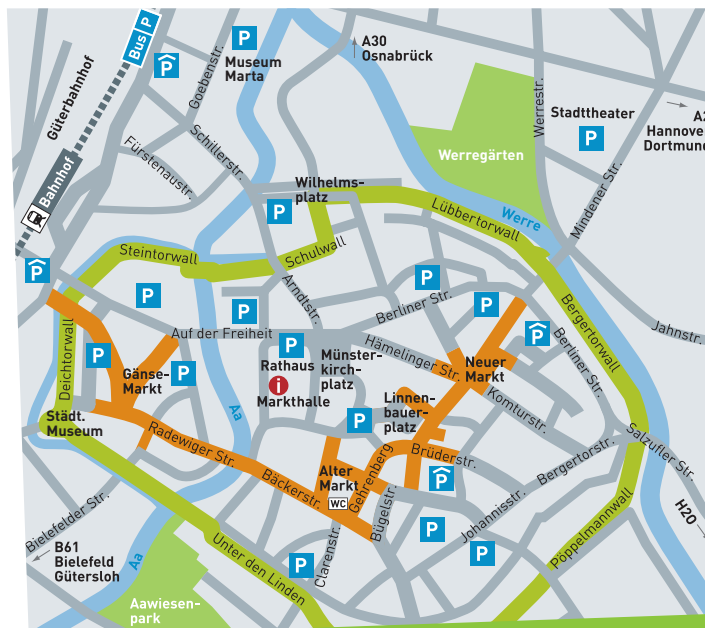 Bus P
P
P
Museum
Marta
A30
Osnabrück
Goebenstr.
Güterbahnhof
Stadttheater
P
Werrestr.
A2
Hannove
Dortmund
Schillerstr.
Fürstenaustr.
Werregärten
Bahnhof
Wilhelms-
platz
P
Lübbertorwall
Werre
Mindener Str.
Steintorwall
Schulwall
P
P
P
P
P
Arndtstr.
Berliner Str.
Bergertorwall
Jahnstr.
Deichtorwall
Auf der Freiheit
P
P
Hämelinger Str.
P
Berliner Str.
P
Gänse-
Markt
Rathaus
i
Markthalle
Münster-
kirch-
platz
Neuer
Markt
Städt.
Museum
Aa
Linnen-
bauer-
platz
P
Komturstr.
Radewiger Str.
Salzufler Str.
Bäckerstr.
Alter
Markt
WC
Gehrenberg
Brüderstr.
P
Bergertorstr.
Bielefelder Str.
Bügelstr.
Johannisstr.
H20
P
P
Pöppelmannwall
B61
Bielefeld
Gütersloh
Aa
Unter den Linden
P
Clarenstr.
Aawiesen-
park